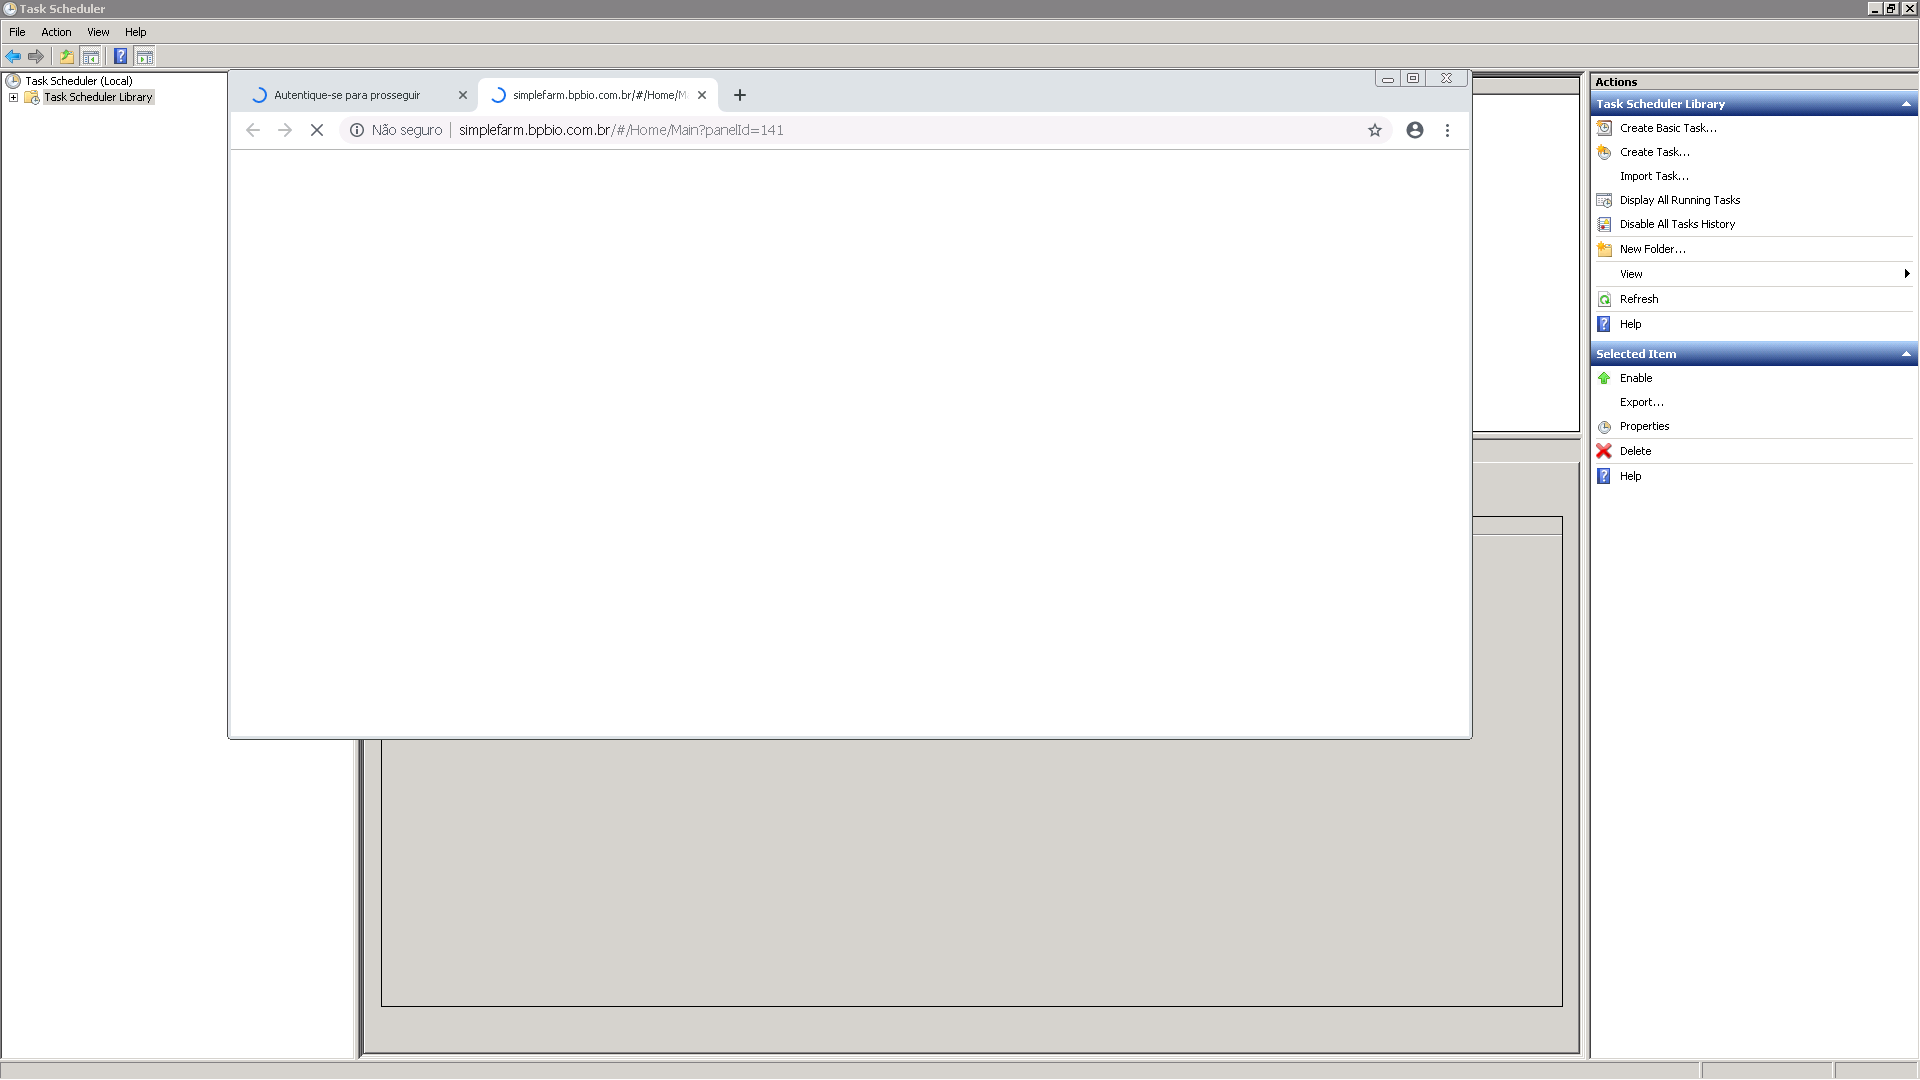 Task Scheduler
File Action View Help
Task Scheduler (Local)
Task Scheduler Library
Autentique-se para prosseguir
simplefarm.bpbio.com.br/#/Home/M
Não seguro
simplefarm.bpbio.com.br/#/Home/Main?panelId=141
Actions
Task Scheduler Library
Create Basic Task...
Create Task...
Import Task...
Display All Running Tasks
Disable All Tasks History
New Folder...
View
Refresh
Help
Selected Item
Enable
Export...
Properties
Delete
Help